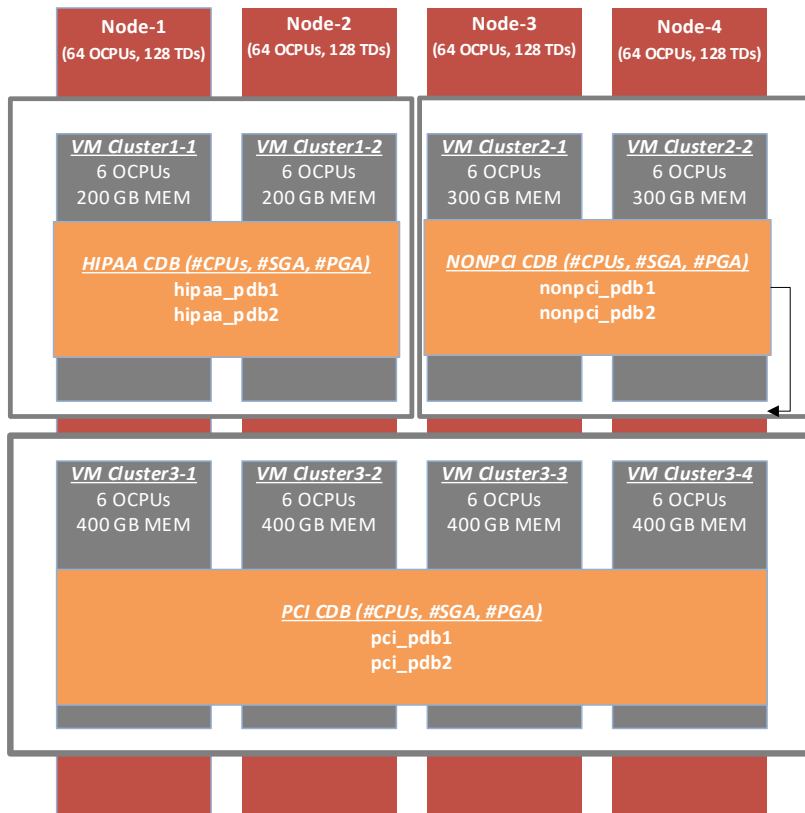 Node-1
(64 OCPUs, 128 TDs)
Node-2
(64 OCPUs, 128 TDs)
Node-3
(64 OCPUs, 128 TDs)
Node-4
(64 OCPUs, 128 TDs)
VM Cluster1-1
6 OCPUs
200 GB MEM
VM Cluster1-2
6 OCPUs
200 GB MEM
VM Cluster2-1
6 OCPUs
300 GB MEM
VM Cluster2-2
6 OCPUs
300 GB MEM
HIPAA CDB (#CPUs, #SGA, #PGA)
hipaa_pdb1
hipaa_pdb2
NONPCI CDB (#CPUs, #SGA, #PGA)
nonpci_pdb1
nonpci_pdb2
VM Cluster3-1
6 OCPUs
400 GB MEM
VM Cluster3-2
6 OCPUs
400 GB MEM
VM Cluster3-3
6 OCPUs
400 GB MEM
VM Cluster3-4
6 OCPUs
400 GB MEM
PCI CDB (#CPUs, #SGA, #PGA)
pci_pdb1
pci_pdb2